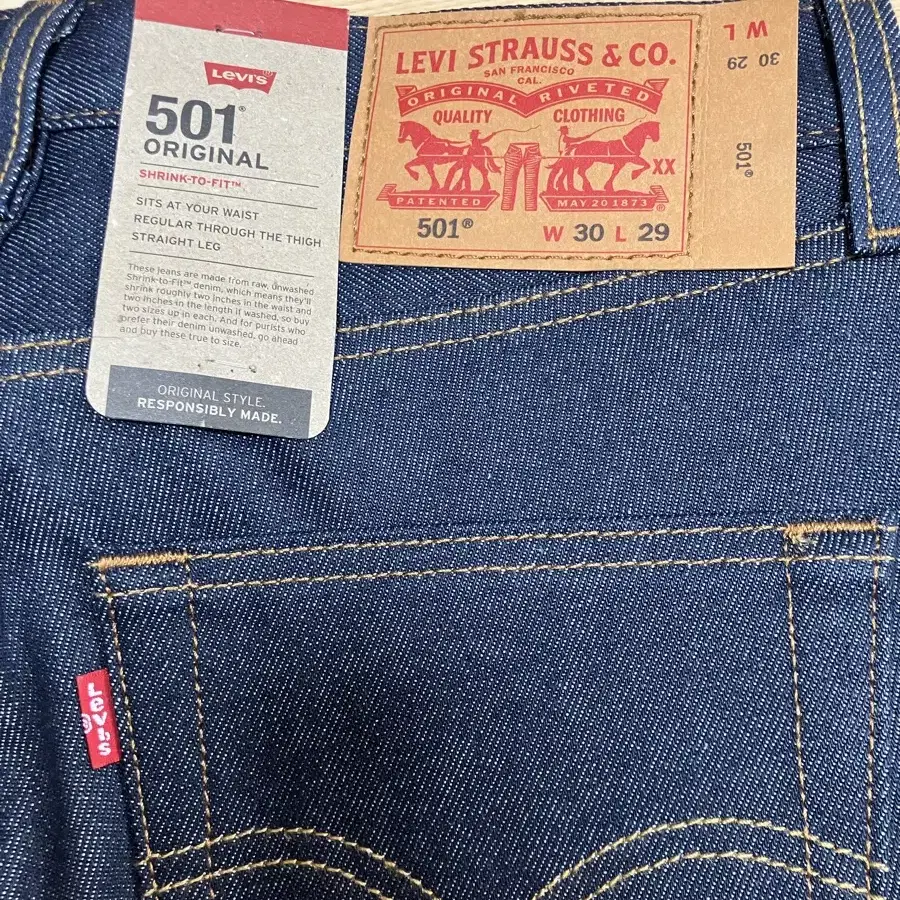 Levi's®
501®
ORIGINAL
SHRINK-TO-FIT™
SITS AT YOUR WAIST
REGULAR THROUGH THE THIGH
STRAIGHT LEG
These jeans are made from raw, unwashed
Shrink-to-Fit™ denim, which means they'll
shrink roughly two inches in the waist and
two inches in the length if washed, so buy
two sizes up in each. And for purists who
prefer their denim unwashed, go ahead
and buy these true to size.
ORIGINAL STYLE.
RESPONSIBLY MADE.
LEVI STRAUSS & CO.
SAN FRANCISCO
CAL.
ORIGINAL RIVETED
QUALITY CLOTHING
XX
PATENTED MAY 20 1873
501® W 30 L 29
W L
30 29
501®
Levi's®